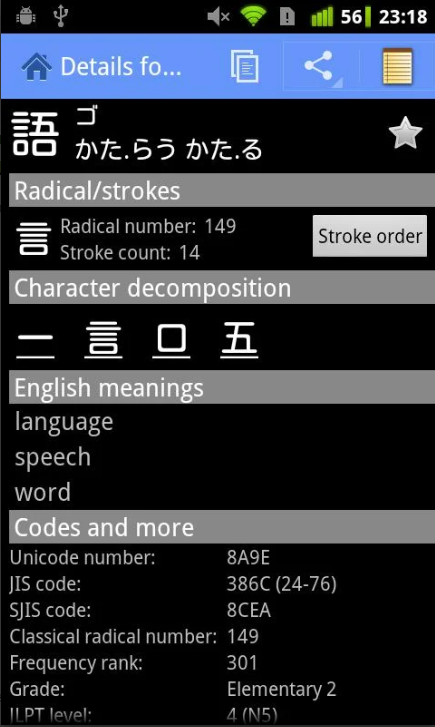 56 23:18
Details fo...
語
ゴ
かた.らう かた.る
Radical/strokes
言
Radical number: 149
Stroke count: 14
Stroke order
Character decomposition
一 言 口 五
English meanings
language
speech
word
Codes and more
Unicode number: 8A9E
JIS code: 386C (24-76)
SJIS code: 8CEA
Classical radical number: 149
Frequency rank: 301
Grade: Elementary 2
JLPT level: 4 (N5)